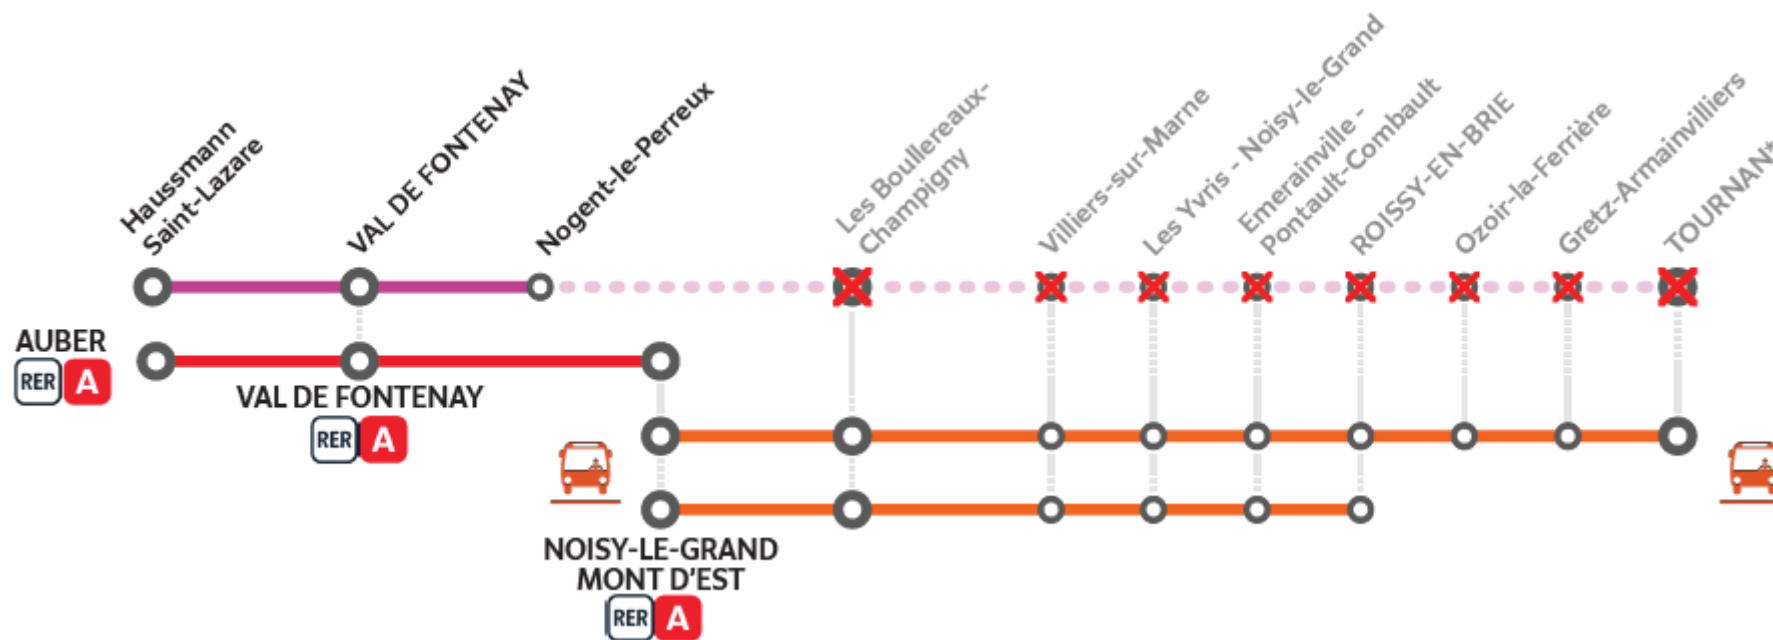 Haussmann
Saint-Lazare
VAL DE FONTENAY
Nogent-le-Perreux
Les Boullereaux-
Champigny
Villiers-sur-Marne
Les Yvris - Noisy-le-Grand
Emerainville -
Pontault-Combault
ROISSY-EN-BRIE
Ozoir-la-Ferrière
Gretz-Armainvilliers
TOURNAN*
AUBER
RER A
VAL DE FONTENAY
RER A
NOISY-LE-GRAND
MONT D'EST
RER A